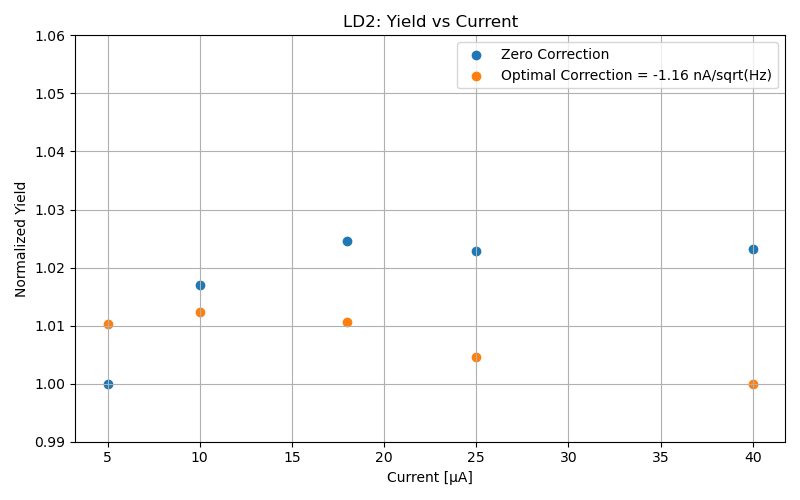 LD2: Yield vs Current
Zero Correction
Optimal Correction = -1.16 nA/sqrt(Hz)
Normalized Yield
1.06
1.05
1.04
1.03
1.02
1.01
1.00
0.99
5 10 15 20 25 30 35 40
Current [μA]